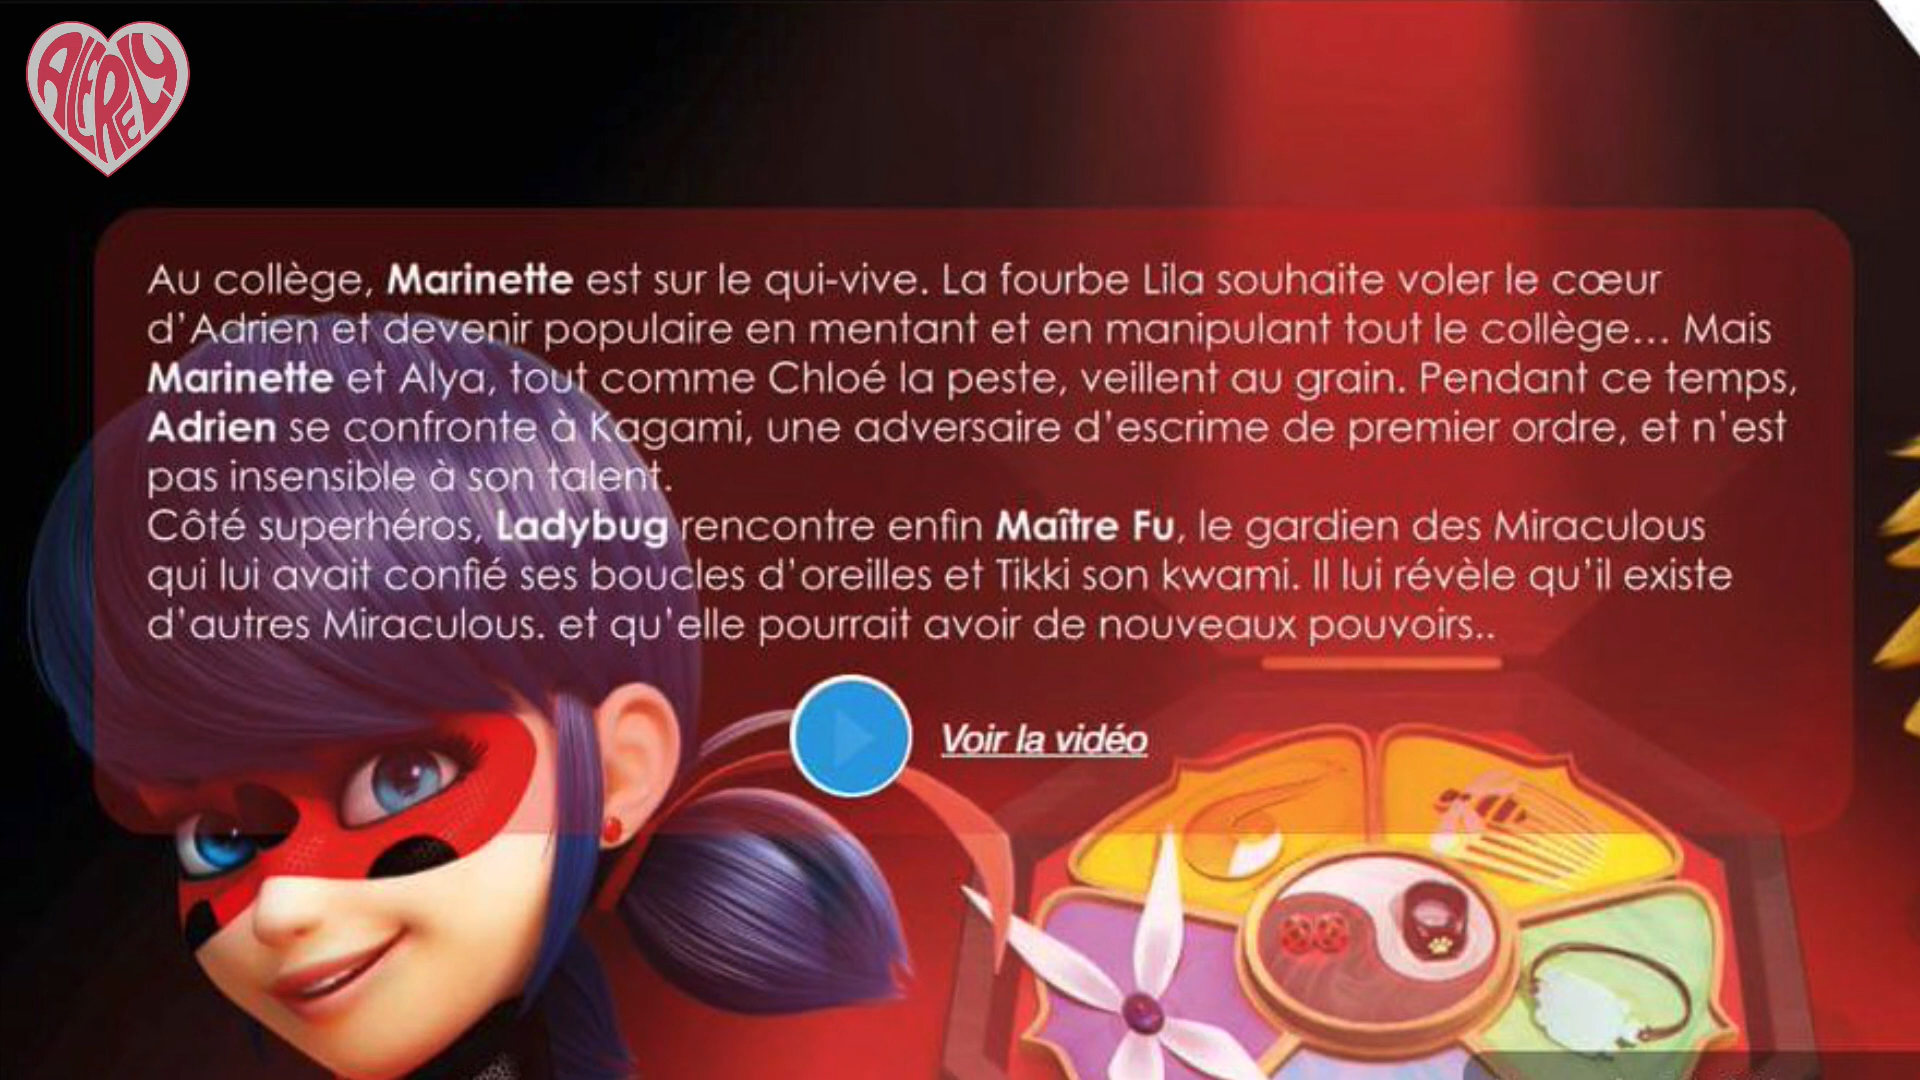 ALEFRELY
Au collège, Marinette est sur le qui-vive. La fourbe Lila souhaite voler le cœur
d’Adrien et devenir populaire en mentant et en manipulant tout le collège... Mais
Marinette et Alya, tout comme Chloé la peste, veillent au grain. Pendant ce temps,
Adrien se confronte à Kagami, une adversaire d’escrime de premier ordre, et n’est
pas insensible à son talent.
Côté superhéros, Ladybug rencontre enfin Maître Fu, le gardien des Miraculous
qui lui avait confié ses boucles d’oreilles et Tikki son kwami. Il lui révèle qu’il existe
d’autres Miraculous. et qu’elle pourrait avoir de nouveaux pouvoirs..
Voir la vidéo